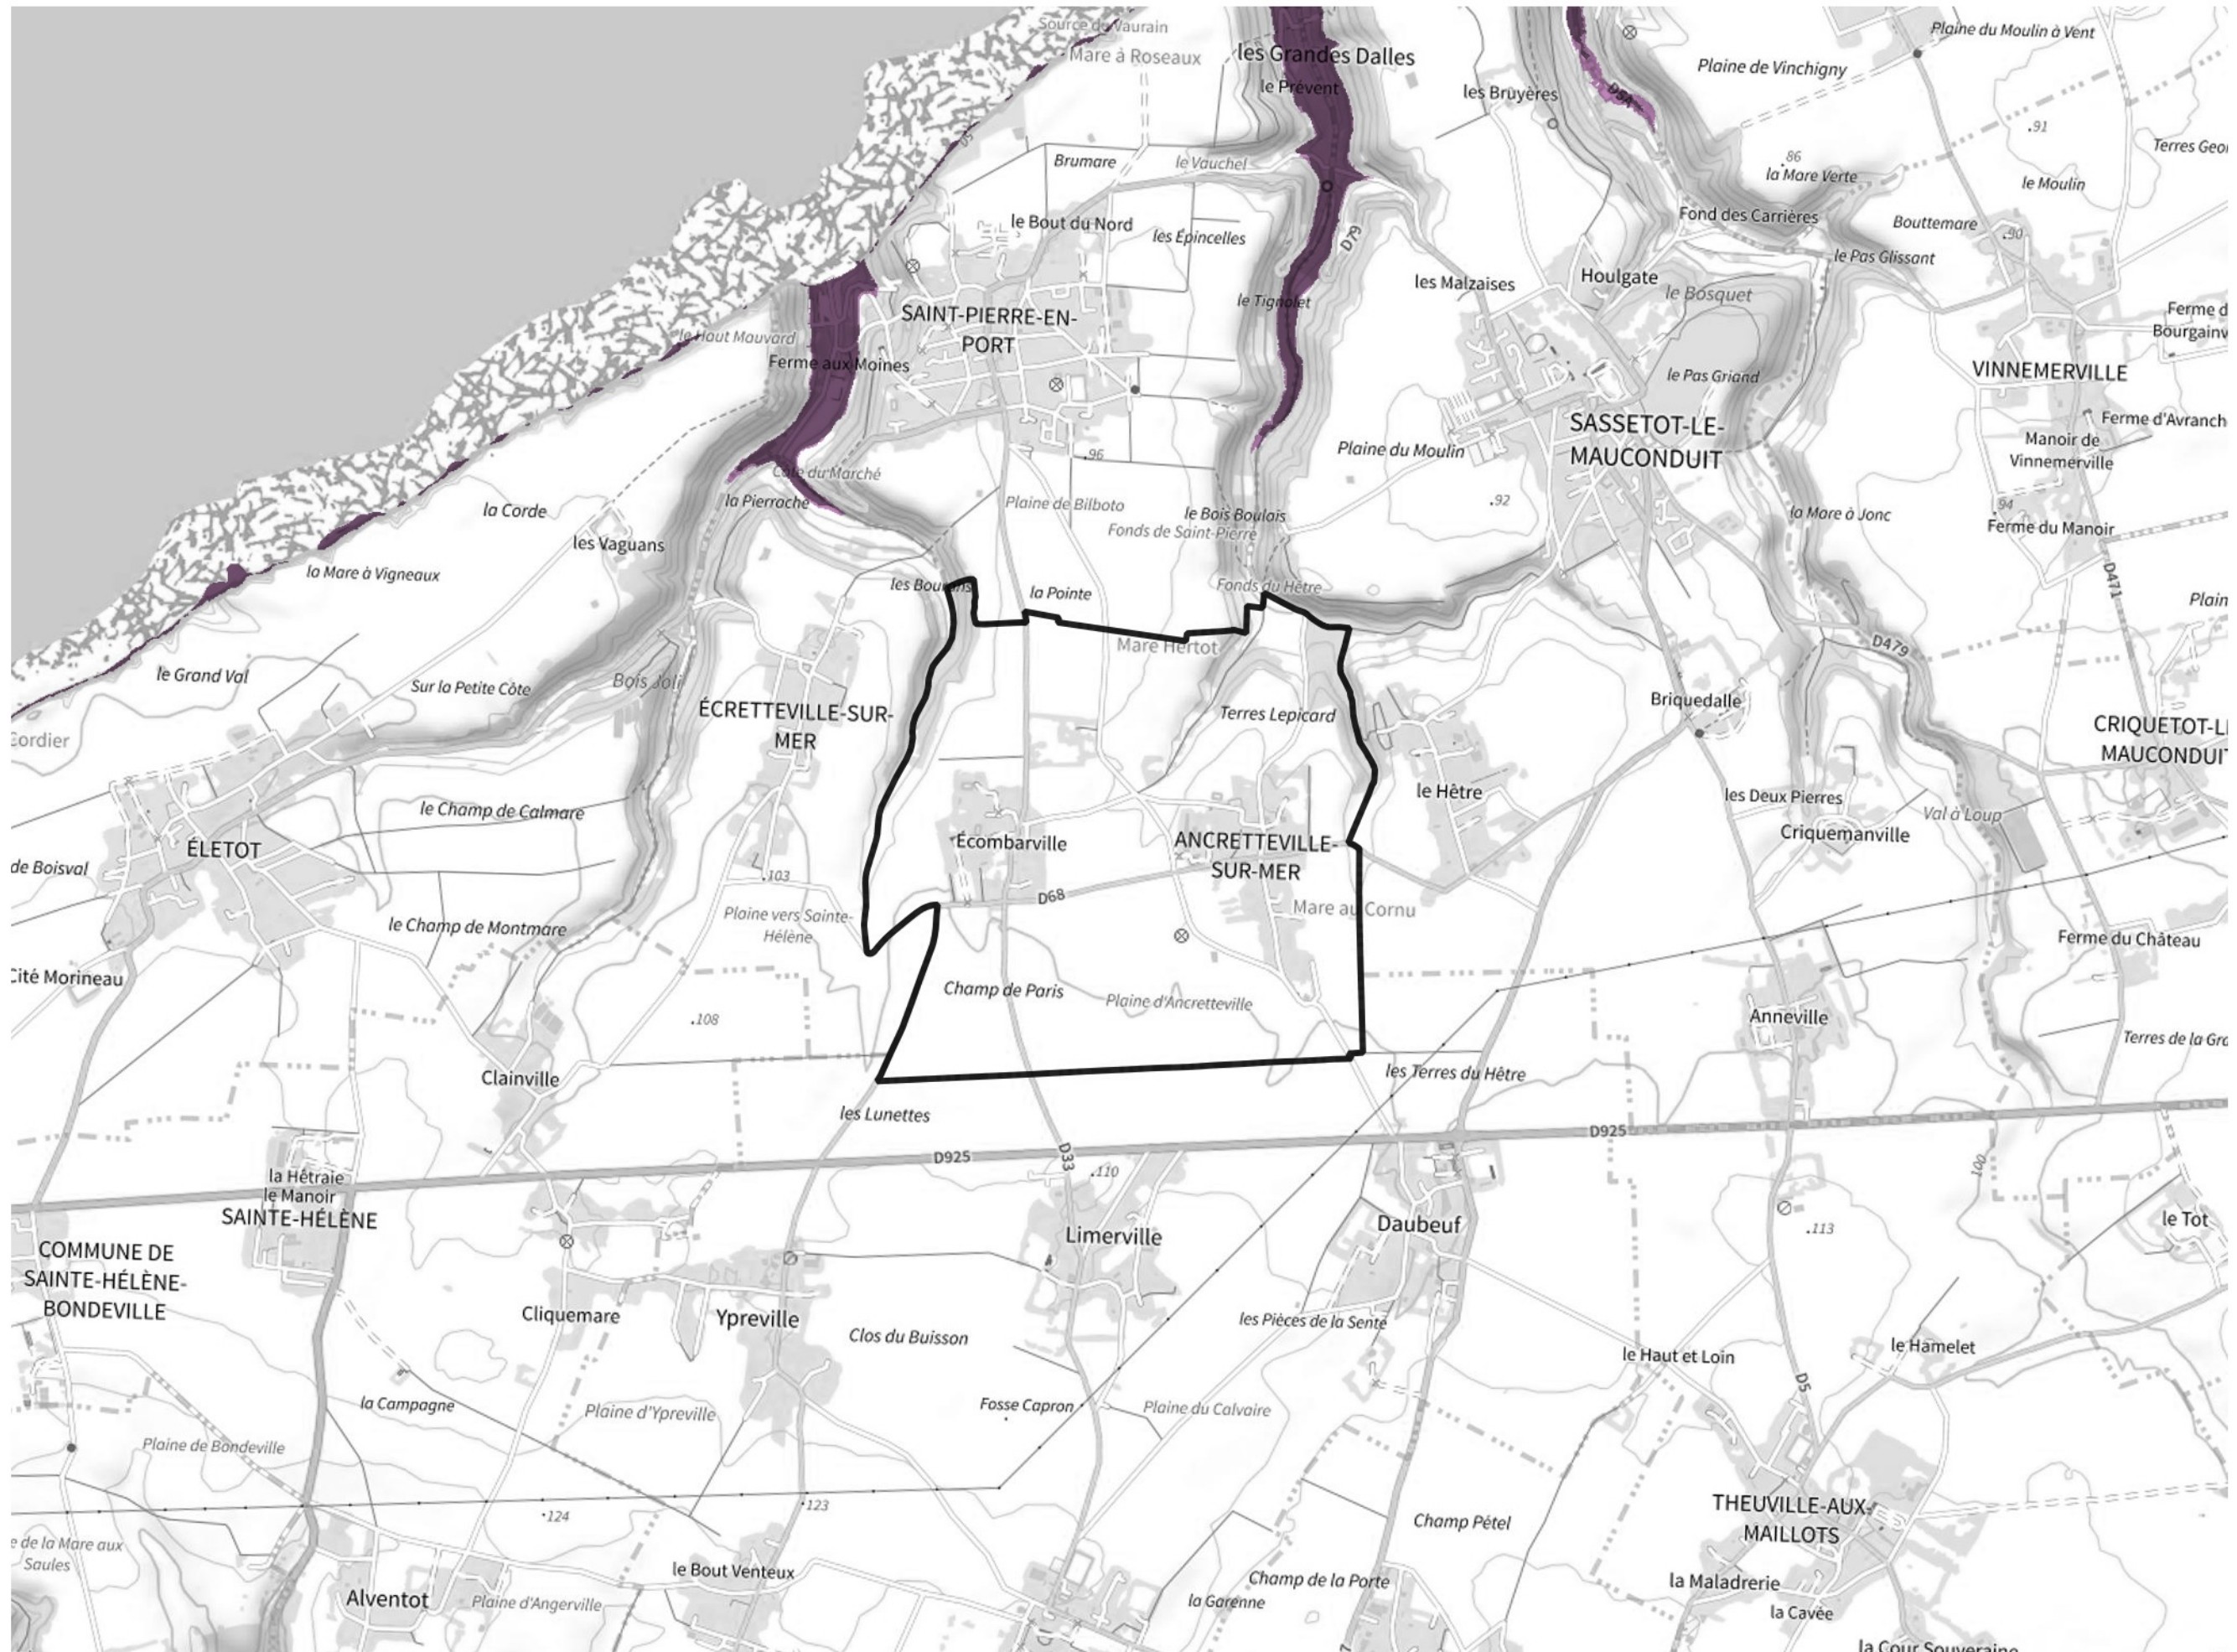 Source du Vaurain
Mare à Roseaux
les Grandes Dalles
le Prévent
les Bruyères
D5A
Plaine de Vinchigny
Plaine du Moulin à Vent
.91
Terres Geor
86
la Mare Verte
le Moulin
Brumare
le Vauchel
le Bout du Nord
les Épincelles
D79
Fond des Carrières
Bouttemare
.90
le Pas Glissant
SAINT-PIERRE-EN-
PORT
le Tignolet
les Malzaises
Houlgate
le Bosquet
Ferme d
Bourgainv
le Haut Mauvard
Ferme aux Moines
le Pas Griand
VINNEMERVILLE
Ferme d'Avranch
SASSETOT-LE-
MAUCONDUIT
Plaine du Moulin
Manoir de
Vinnemerville
.96
Cote du Marché
la Pierrache
la Corde
Plaine de Bilboto
le Bois Boulais
Fonds de Saint-Pierre
.92
la Mare à Jonc
94
Ferme du Manoir
les Vaguans
la Mare à Vigneaux
la Pointe
Fonds du Hêtre
D471
Plain
Mare Hertot
D479
le Grand Val
Sur la Petite Côte
Bois Joli
ÉCRETTEVILLE-SUR-
MER
Terres Lepicard
Briquedalle
CRIQUETOT-L
MAUCONDUIT
Cordier
le Hêtre
les Deux Pierres
Val à Loup
le Champ de Calmare
Criquemanville
ÉLETOT
Écombarville
ANCRETTEVILLE-
SUR-MER
de Boisval
.103
D68
Mare au Cornu
Plaine vers Sainte-
Hélène
le Champ de Montmare
Ferme du Château
Cité Morineau
Champ de Paris
Plaine d'Ancretteville
.108
Anneville
Terres de la Gra
Clainville
les Terres du Hêtre
les Lunettes
D925
D925
D33
.110
100
la Hêtraie
le Manoir
SAINTE-HÉLÈNE
Limerville
Daubeuf
.113
le Tot
COMMUNE DE
SAINTE-HÉLÈNE-
BONDEVILLE
Cliquemare
Ypreville
Clos du Buisson
les Pièces de la Sente
le Haut et Loin
le Hamelet
D5
la Campagne
Plaine d'Ypreville
Fosse Capron
Plaine du Calvaire
Plaine de Bondeville
.124
.123
Champ Pétel
THEUVILLE-AUX-
MAILLOTS
e de la Mare aux
Saules
Alventot
Plaine d'Angerville
le Bout Venteux
Champ de la Porte
la Garenne
la Maladrerie
la Cavée
la Cour Souveraine